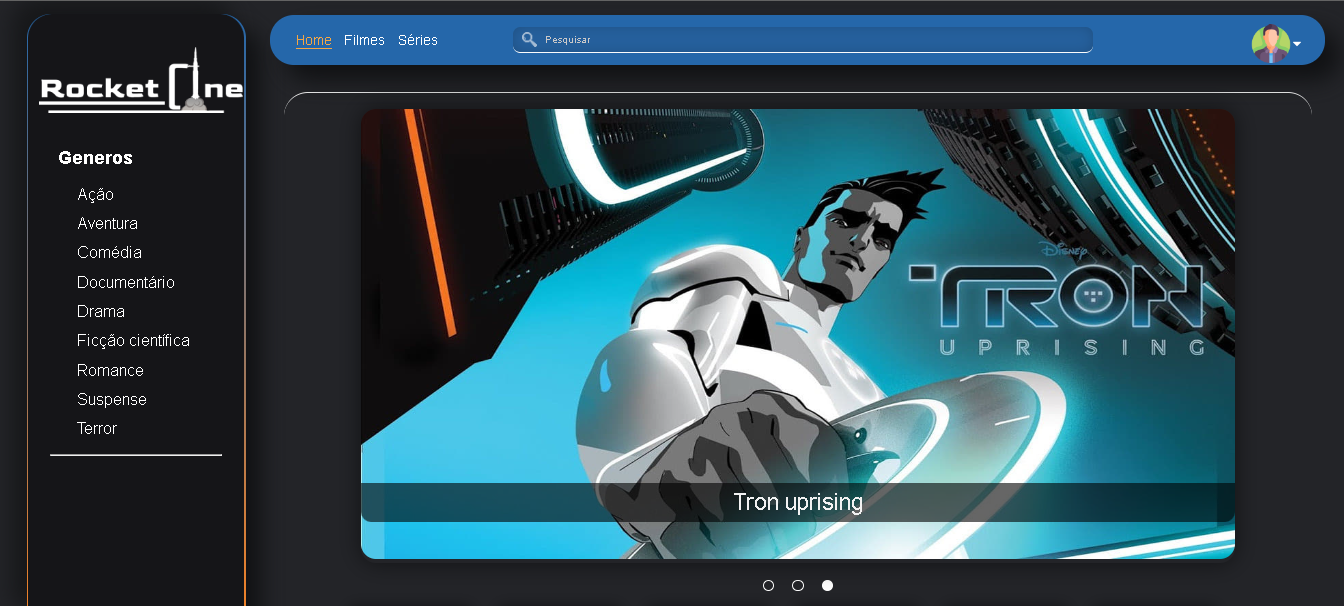 Rocket Cine
Home Filmes Séries
Pesquisar
Generos
Ação
Aventura
Comédia
Documentário
Drama
Ficção científica
Romance
Suspense
Terror
Disney
TRON
UPRISING
Tron uprising